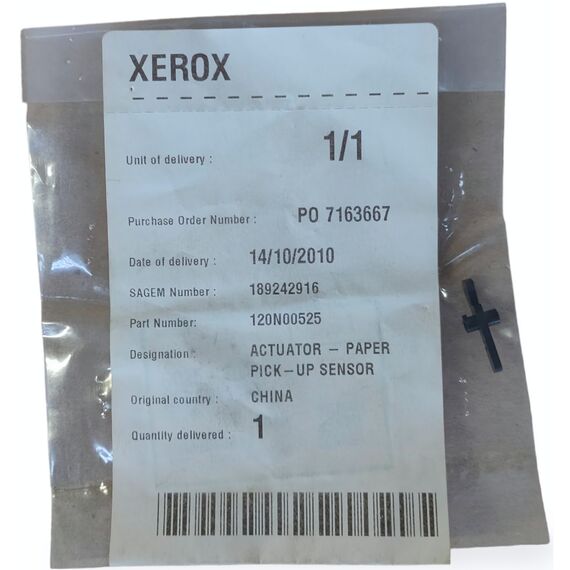 XEROX
Unit of delivery : 1/1
Purchase Order Number : PO 7163667
Date of delivery : 14/10/2010
SAGEM Number : 189242916
Part Number: 120N00525
Designation : ACTUATOR – PAPER
PICK–UP SENSOR
Original country : CHINA
Quantity delivered : 1